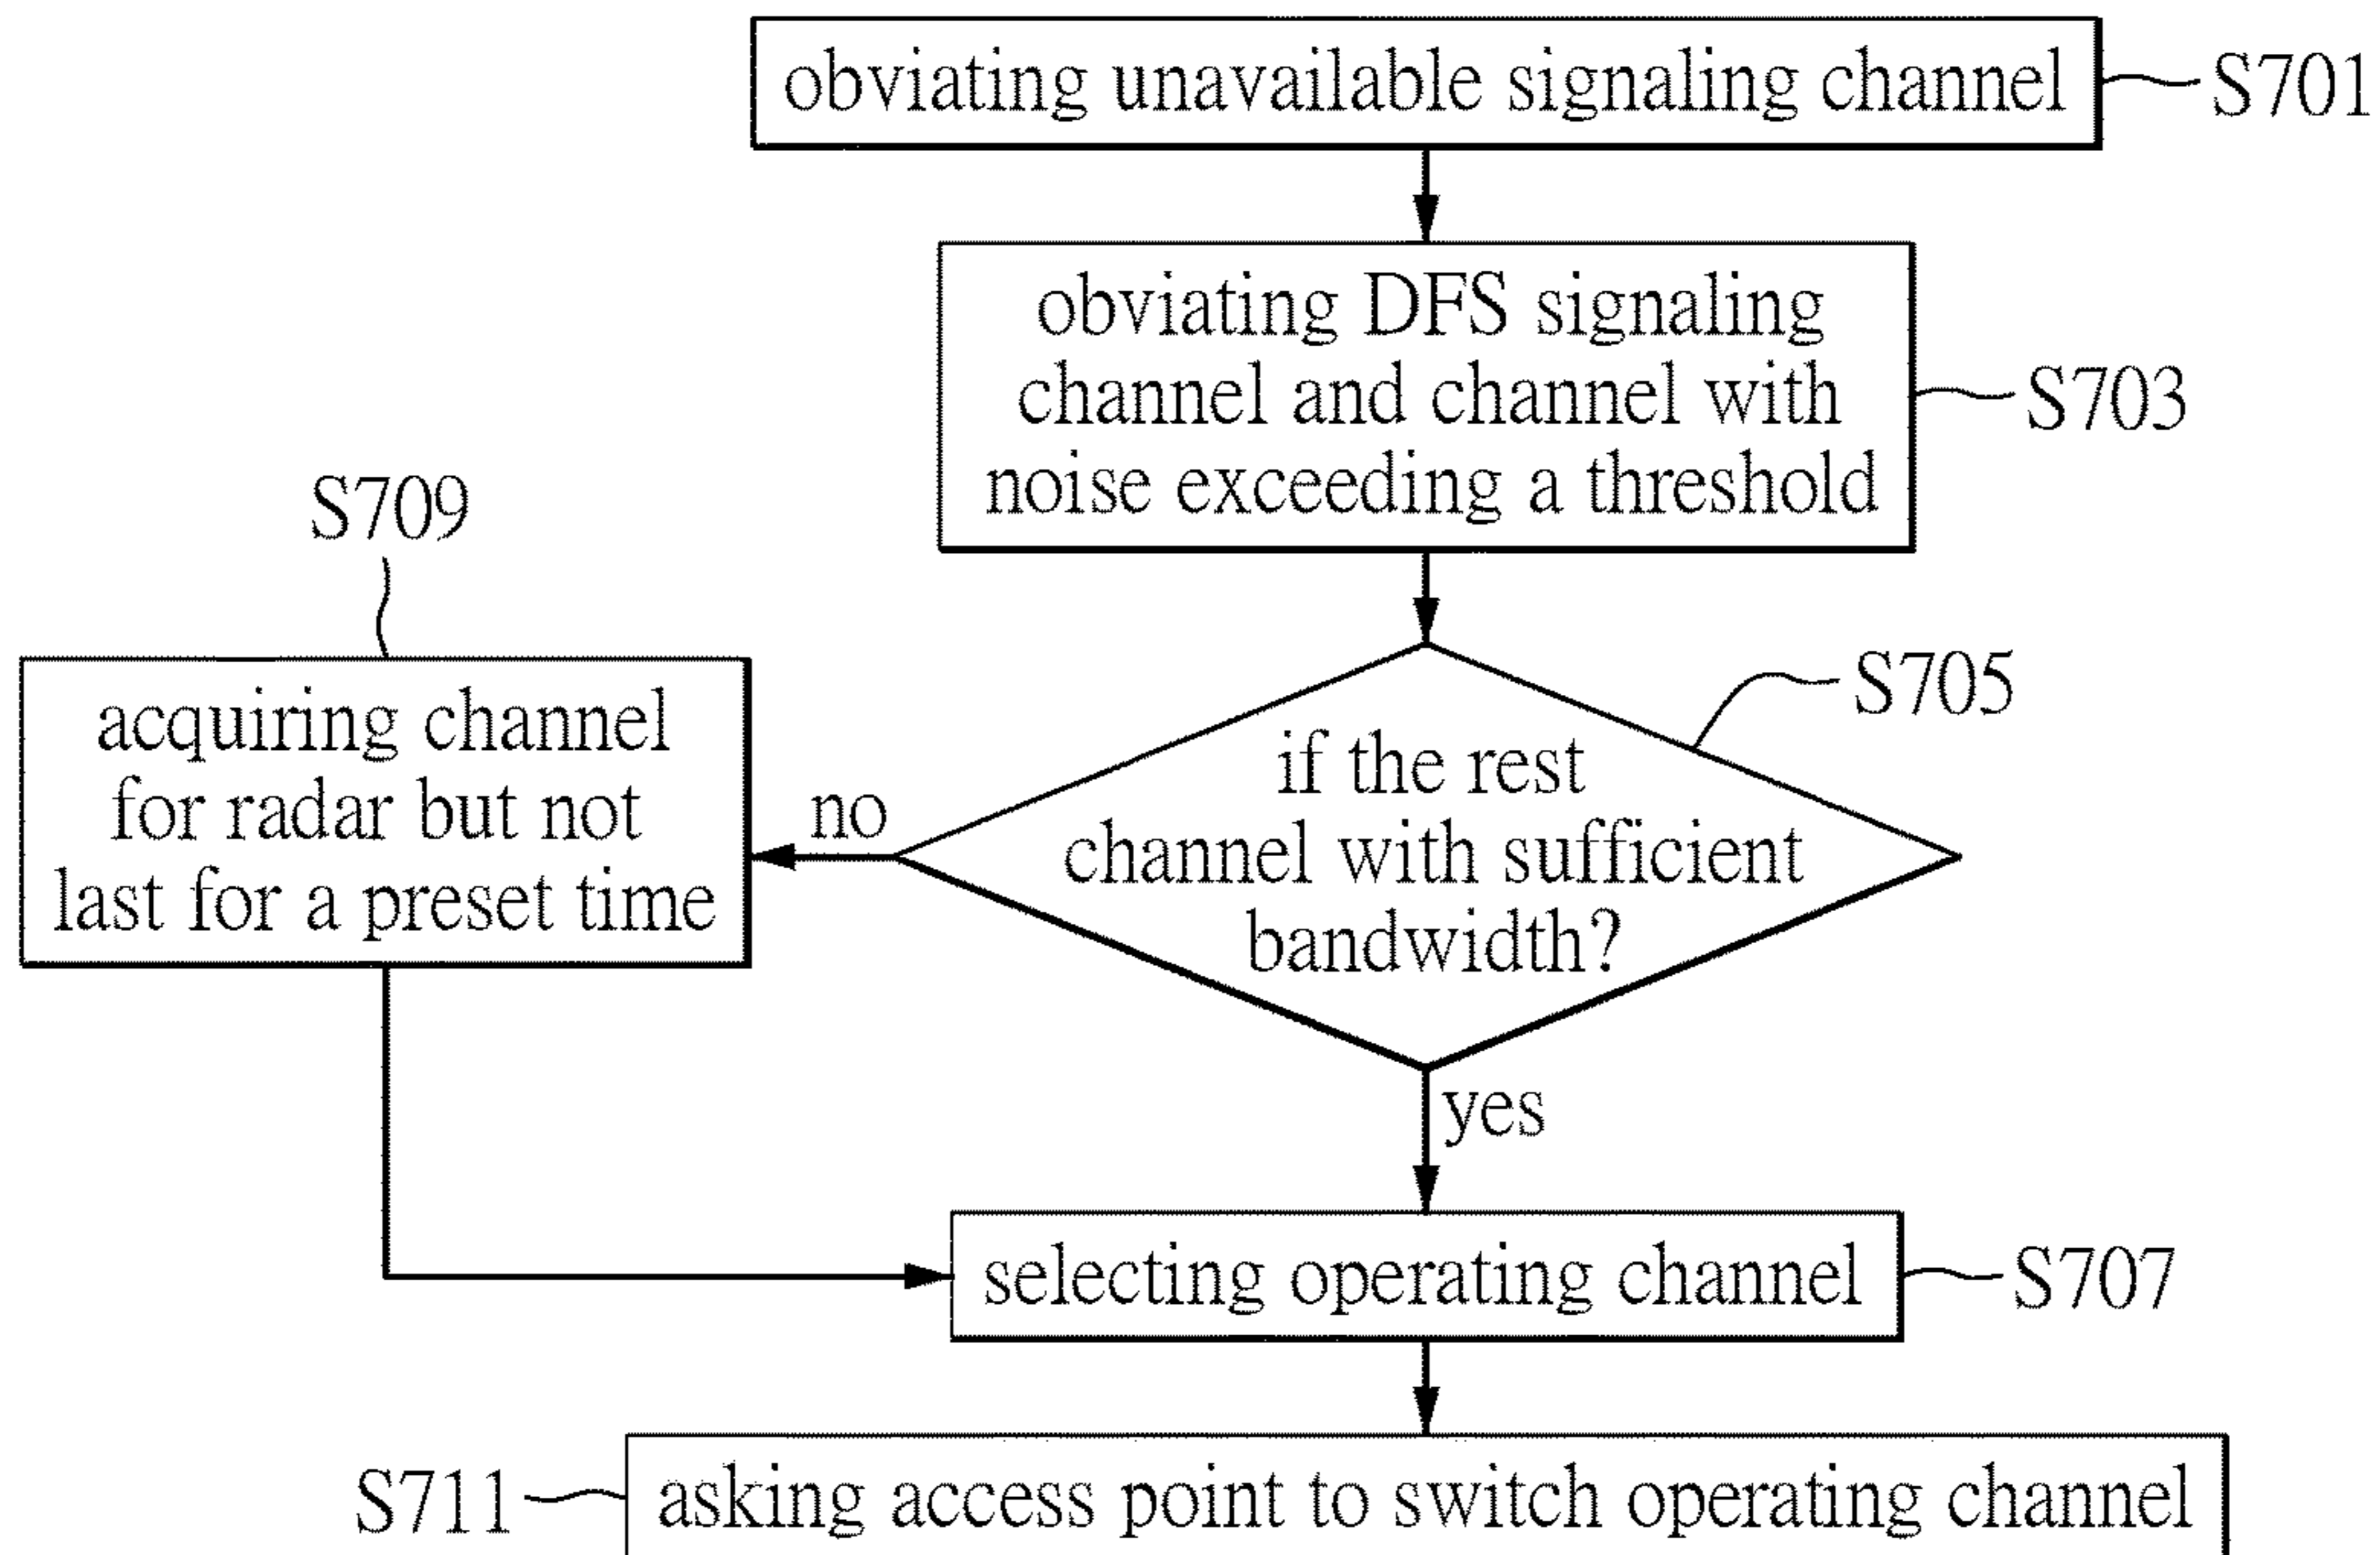 obviating unavailable signaling channel
S701
obviating DFS signaling
channel and channel with
noise exceeding a threshold
S703
S709
acquiring channel
for radar but not
last for a preset time
no
if the rest
channel with sufficient
bandwidth?
S705
yes
selecting operating channel
S707
S711
asking access point to switch operating channel